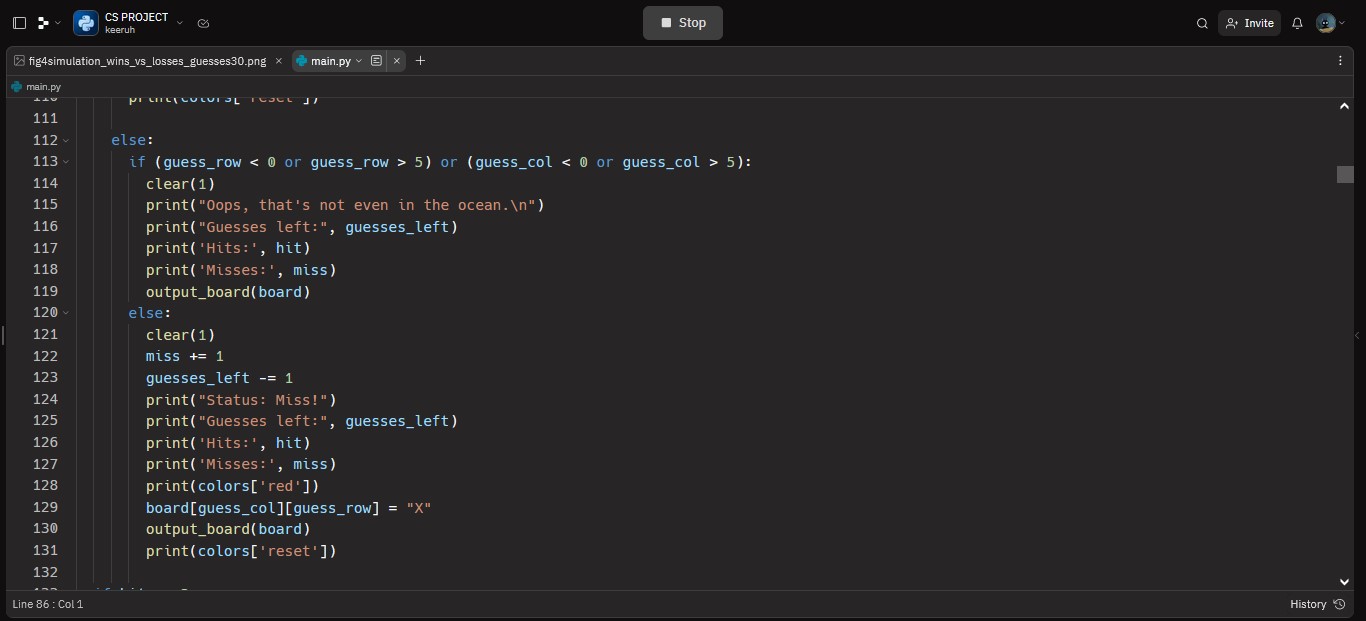 CS PROJECT
keeruh
Stop
Invite
fig4simulation_wins_vs_losses_guesses30.png
main.py
main.py
110 print(colors['reset'])
111
112 else:
113 if (guess_row < 0 or guess_row > 5) or (guess_col < 0 or guess_col > 5):
114 clear(1)
115 print("Oops, that's not even in the ocean.\n")
116 print("Guesses left:", guesses_left)
117 print('Hits:', hit)
118 print('Misses:', miss)
119 output_board(board)
120 else:
121 clear(1)
122 miss += 1
123 guesses_left -= 1
124 print("Status: Miss!")
125 print("Guesses left:", guesses_left)
126 print('Hits:', hit)
127 print('Misses:', miss)
128 print(colors['red'])
129 board[guess_col][guess_row] = "X"
130 output_board(board)
131 print(colors['reset'])
132
Line 86 : Col 1
History